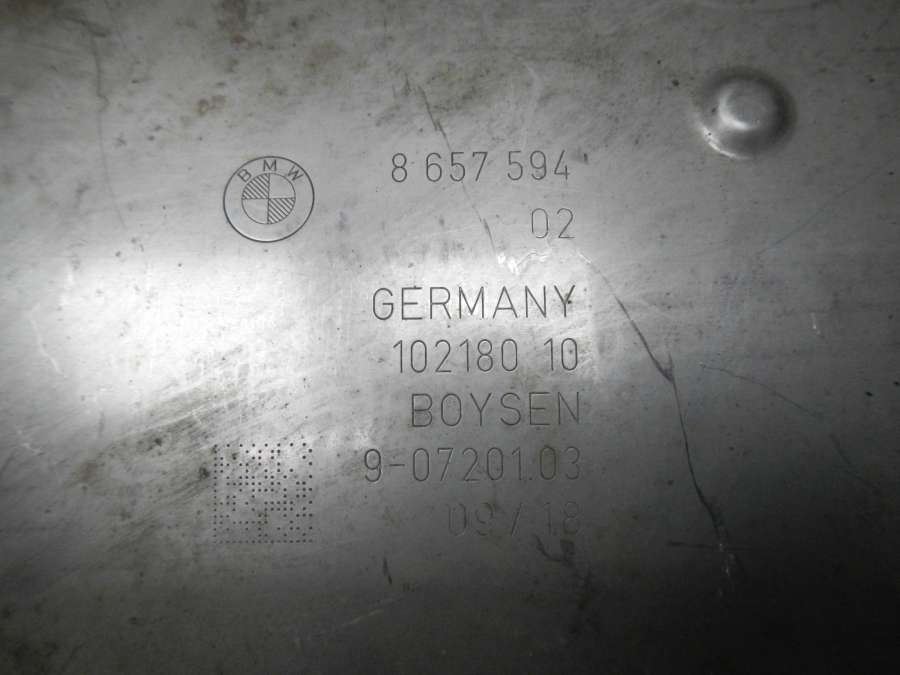 BMW
8 657 594
02
GERMANY
102180 10
BOYSEN
9-07201.03
09/18